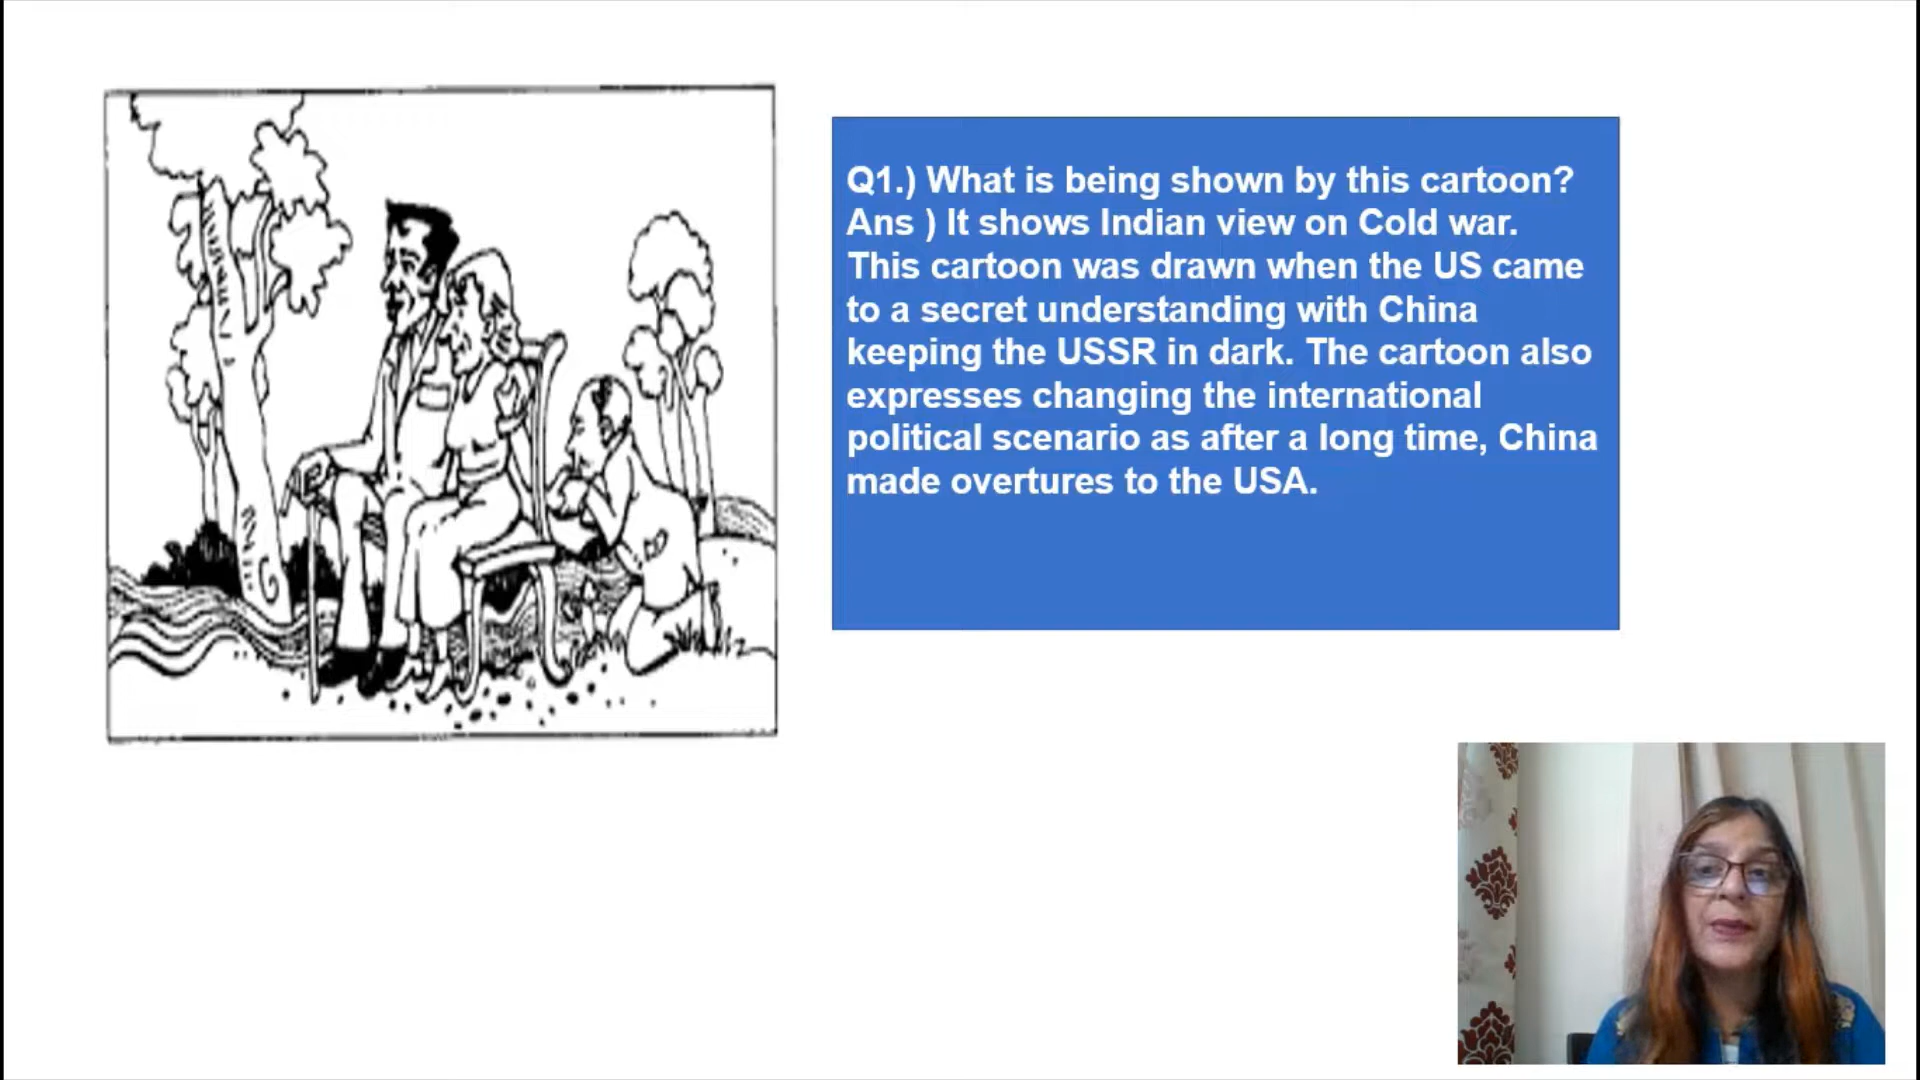 Q1.) What is being shown by this cartoon?
Ans ) It shows Indian view on Cold war.
This cartoon was drawn when the US came
to a secret understanding with China
keeping the USSR in dark. The cartoon also
expresses changing the international
political scenario as after a long time, China
made overtures to the USA.